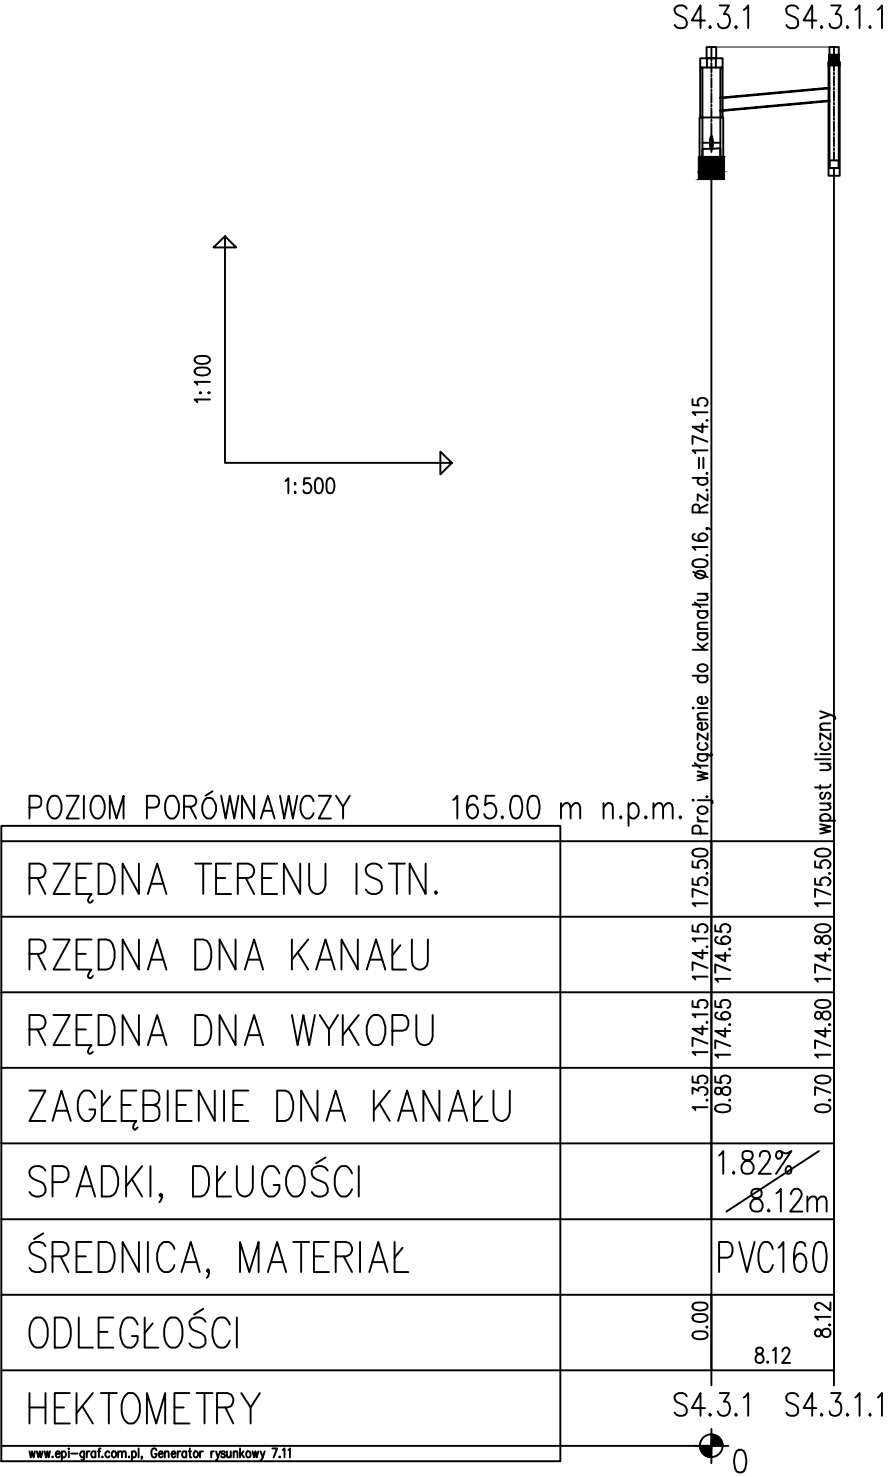 S4.3.1 S4.3.1.1
1:100
1:500
Proj. włączenie do kanału ø0.16, Rz.d.=174.15
wpust uliczny
POZIOM PORÓWNAWCZY 165.00 m n.p.m.
RZĘDNA TERENU ISTN. 175.50 175.50
RZĘDNA DNA KANAŁU 174.15 174.65 174.80
RZĘDNA DNA WYKOPU 174.15 174.65 174.80
ZAGŁĘBIENIE DNA KANAŁU 1.35 0.85 0.70
SPADKI, DŁUGOŚCI 1.82% 8.12m
ŚREDNICA, MATERIAŁ PVC160
ODLEGŁOŚCI 0.00 8.12 8.12
HEKTOMETRY S4.3.1 S4.3.1.1
www.epi-graf.com.pl, Generator rysunkowy 7.11
0